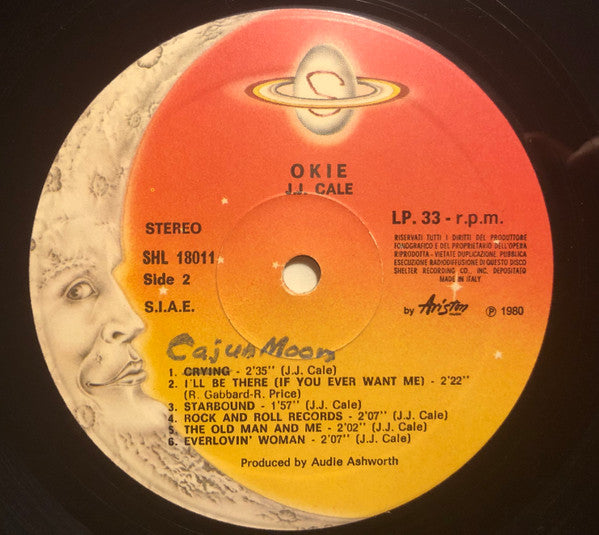 S
OKIE
J.J. CALE
STEREO
LP. 33 - r.p.m.
SHL 18011
Side 2
S.I.A.E.
RISERVATI TUTTI I DIRITTI DEL PRODUTTORE
FONOGRAFICO E DEL PROPRIETARIO DELL'OPERA
RIPRODOTTA - VIETATE DUPLICAZIONE, PUBBLICA
ESECUZIONE RADIODIFFUSIONE DI QUESTO DISCO
SHELTER RECORDING CO., INC. DEPOSITATO
MADE IN ITALY
by Ariston ℗ 1980
Cajun Moon
1. CRYING - 2'35'' (J.J. Cale)
2. I'LL BE THERE (IF YOU EVER WANT ME) - 2'22''
(R. Gabbard-R. Price)
3. STARBOUND - 1'57'' (J.J. Cale)
4. ROCK AND ROLL RECORDS - 2'07'' (J.J. Cale)
5. THE OLD MAN AND ME - 2'02'' (J.J. Cale)
6. EVERLOVIN' WOMAN - 2'07'' (J.J. Cale)
Produced by Audie Ashworth